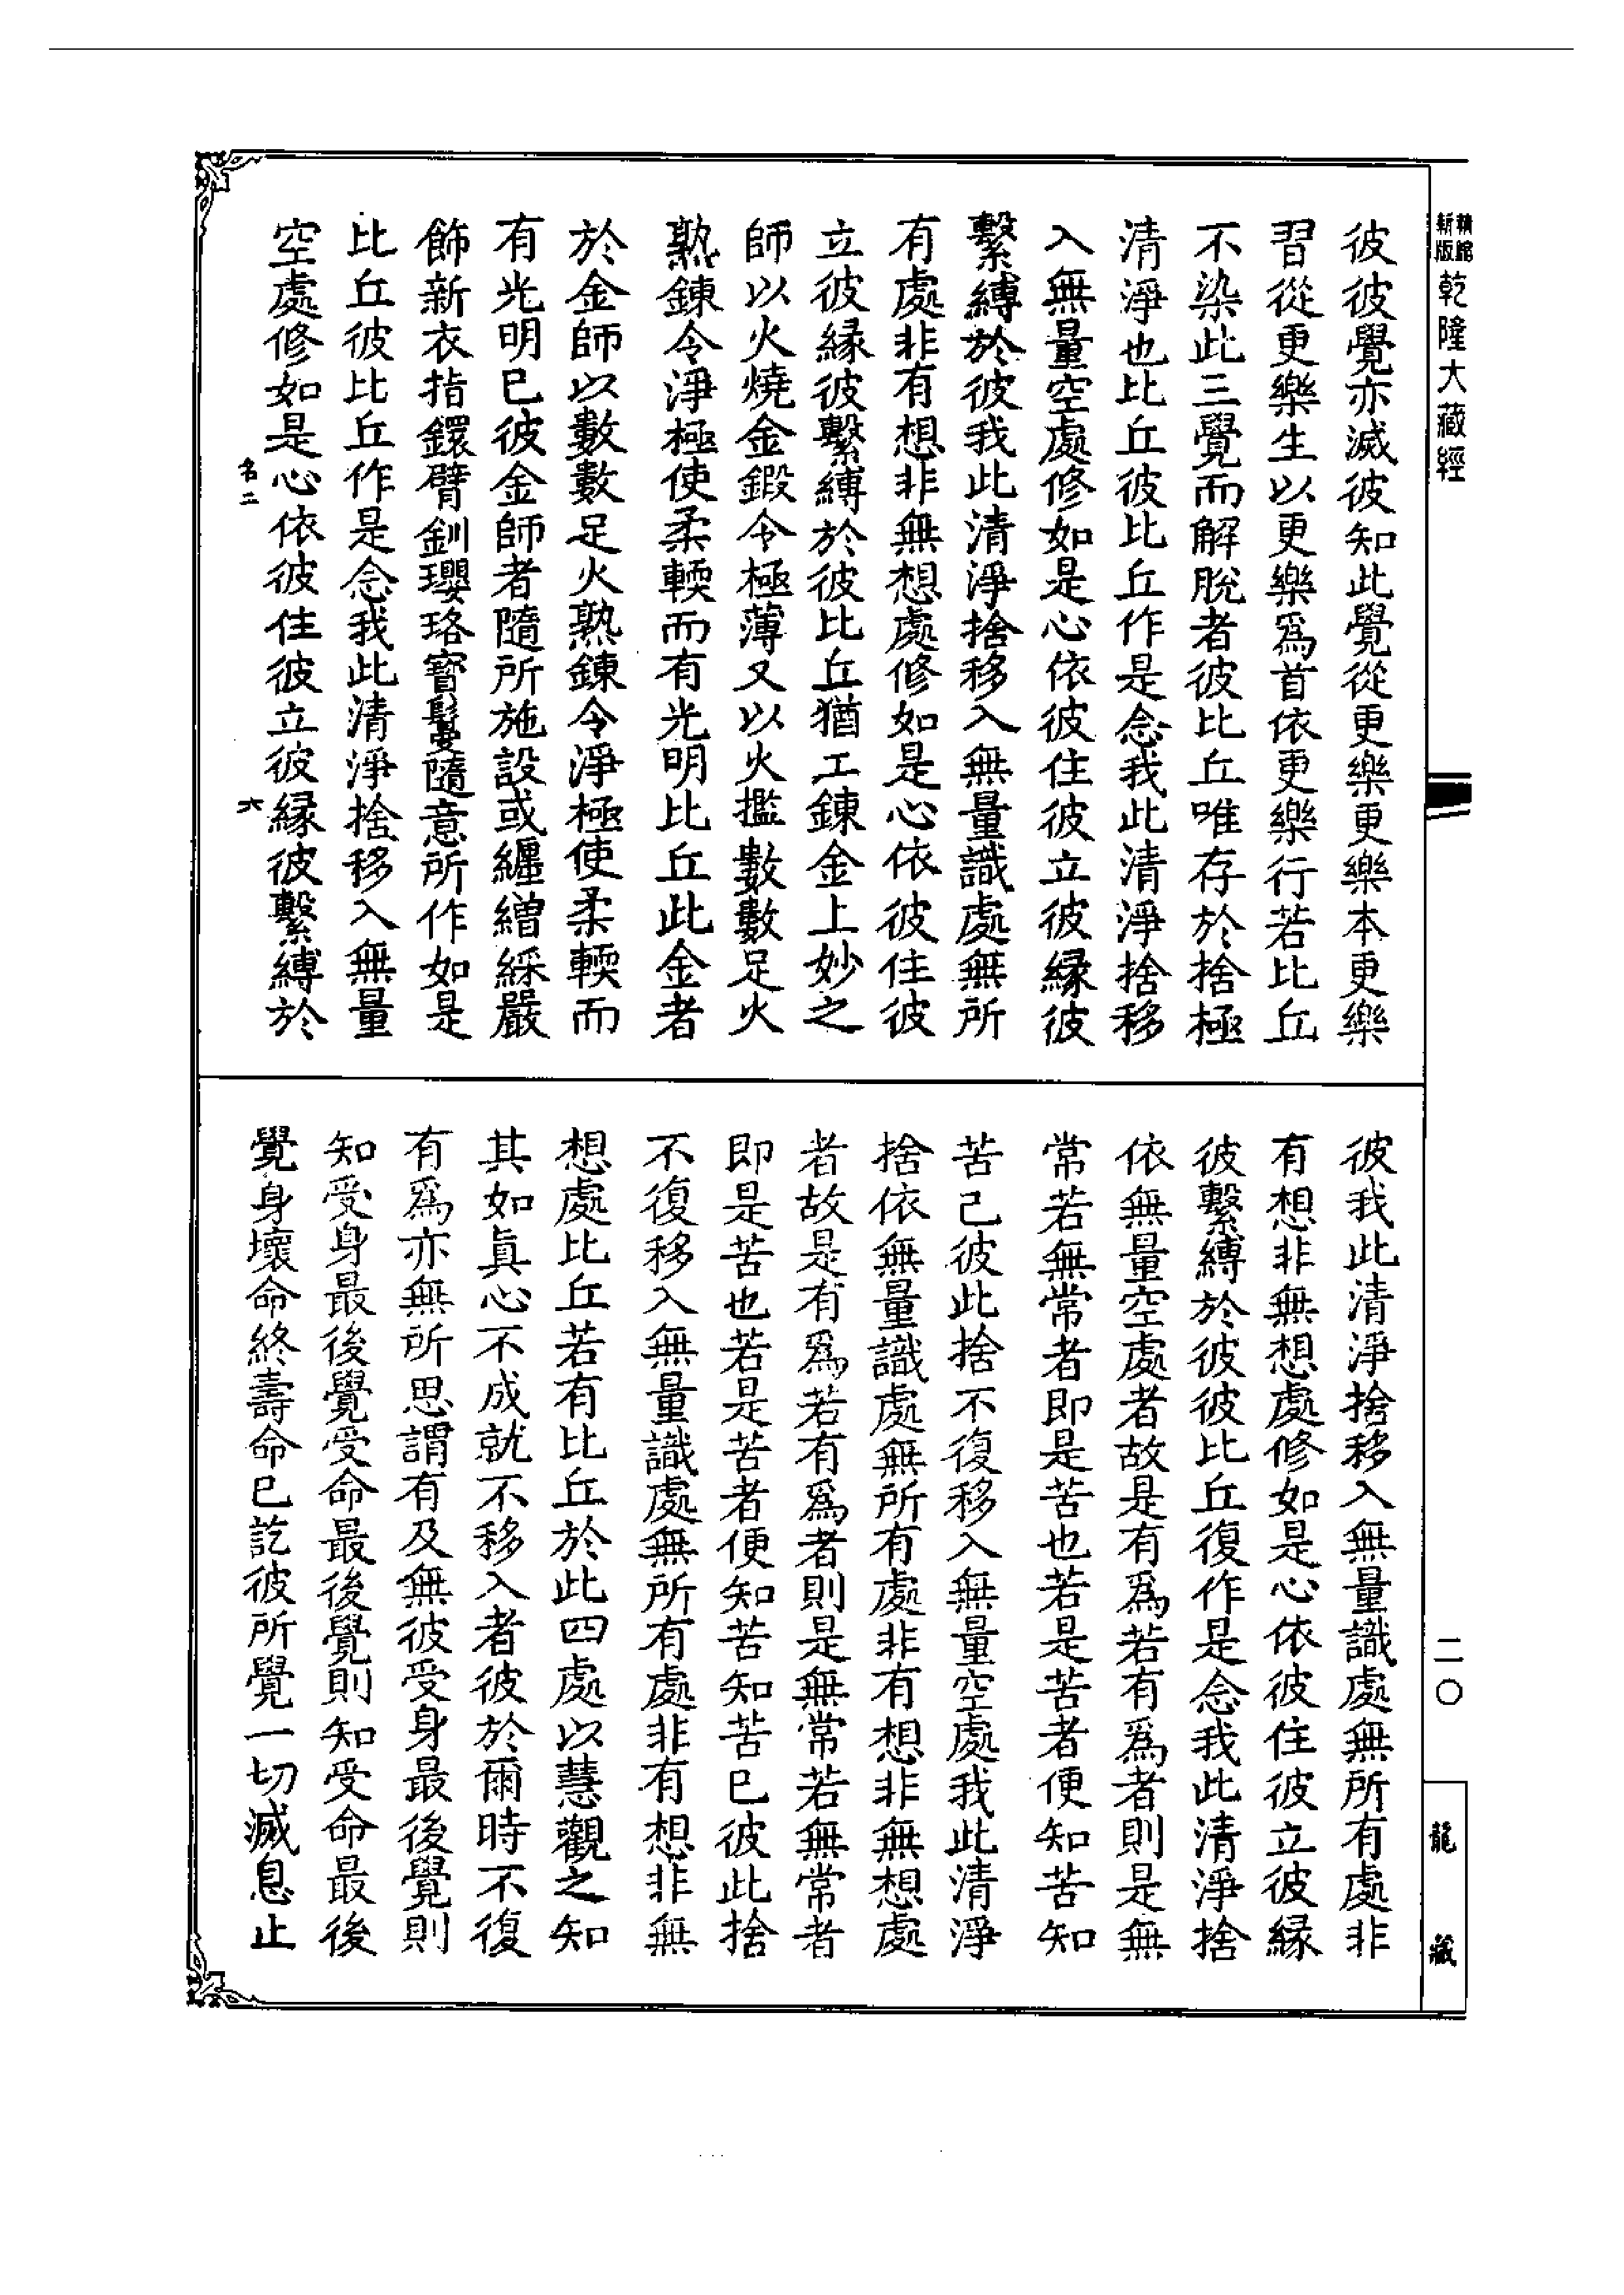 精縮新版乾隆大藏經
二〇
龍藏
彼彼覺亦滅彼知此覺從更樂更樂本更樂
習從更樂生以更樂爲首依更樂行若比丘
不染此三覺而解脫者彼比丘唯存於捨極
清淨也比丘彼比丘作是念我此清淨捨移
入無量空處修如是心依彼住彼立彼緣彼
繫縛於彼我此清淨捨移入無量識處無所
有處非有想非無想處修如是心依彼住彼
立彼緣彼繫縛於彼比丘猶工鍊金上妙之
師以火燒金鍛令極薄又以火㯺數數足火
熟鍊令淨極使柔輭而有光明比丘此金者
於金師以數數足火熟鍊令淨極使柔輭而
有光明已彼金師者隨所施設或纏繒綵嚴
飾新衣指鐶臂釧瓔珞寶鬘隨意所作如是
比丘彼比丘作是念我此清淨捨移入無量
空處修如是心依彼住彼立彼緣彼繫縛於
名二
六
彼我此清淨捨移入無量識處無所有處非
有想非無想處修如是心依彼住彼立彼緣
彼繫縛於彼彼比丘復作是念我此清淨捨
依無量空處者故是有爲若有爲者則是無
常若無常者即是苦也若是苦者便知苦知
苦已彼此捨不復移入無量空處我此清淨
捨依無量識處無所有處非有想非無想處
者故是有爲若有爲者則是無常若無常者
即是苦也若是苦者便知苦知苦已彼此捨
不復移入無量識處無所有處非有想非無
想處比丘若有比丘於此四處以慧觀之知
其如眞心不成就不移入者彼於爾時不復
有爲亦無所思謂有及無彼受身最後覺則
知受身最後覺受命最後覺則知受命最後
覺身壞命終壽命已訖彼所覺一切滅息止